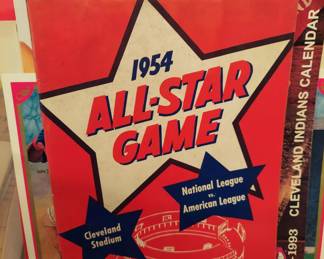 1954
ALL-STAR
GAME
National League
vs.
American League
Cleveland
Stadium
-1993 CLEVELAND INDIANS CALENDAR